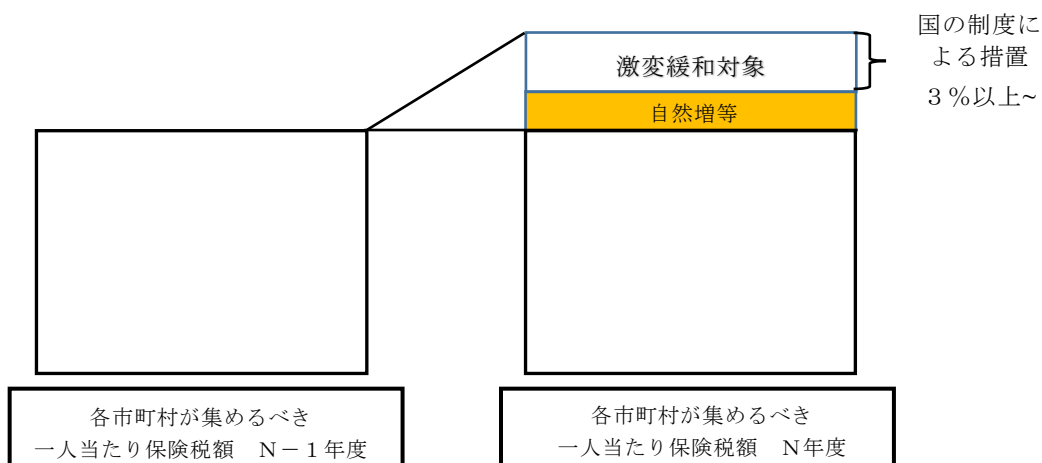 国の制度に
よる措置
３％以上~
激変緩和対象
自然増等
各市町村が集めるべき
一人当たり保険税額　Ｎ－１年度
各市町村が集めるべき
一人当たり保険税額　Ｎ年度